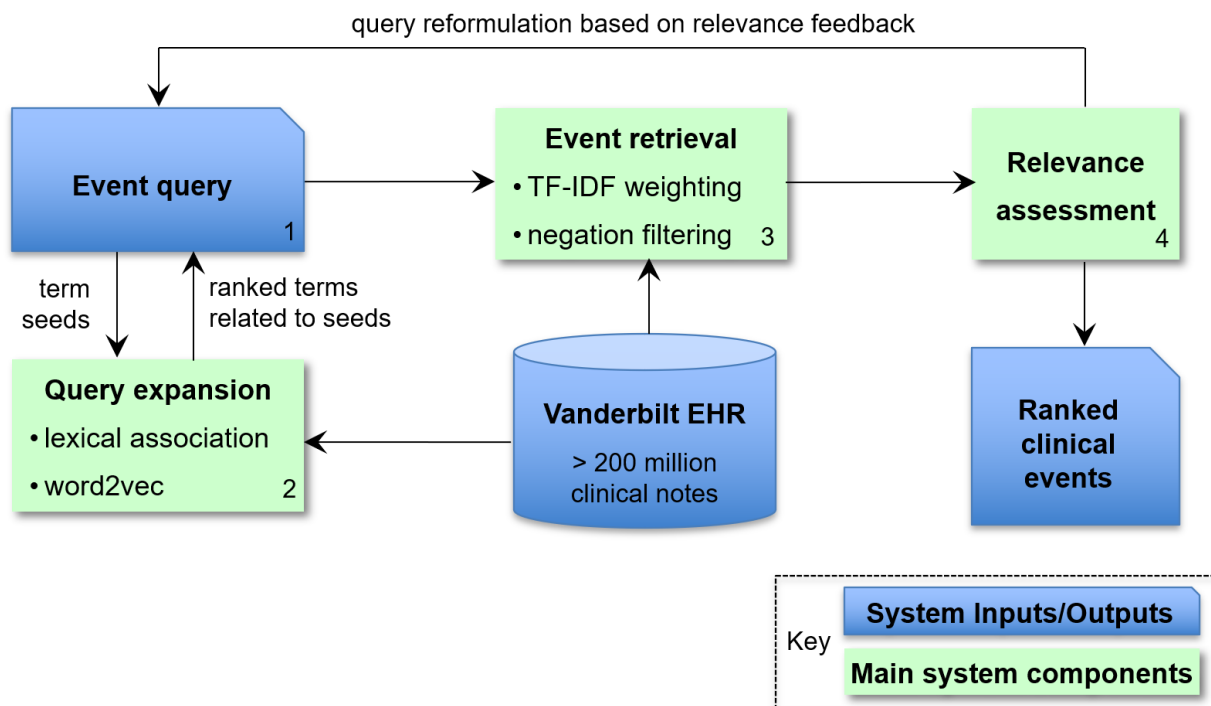 query reformulation based on relevance feedback
Event query
1
Event retrieval
• TF-IDF weighting
• negation filtering
3
Relevance
assessment
4
term
seeds
ranked terms
related to seeds
Query expansion
• lexical association
• word2vec
2
Vanderbilt EHR
> 200 million
clinical notes
Ranked
clinical
events
Key
System Inputs/Outputs
Main system components